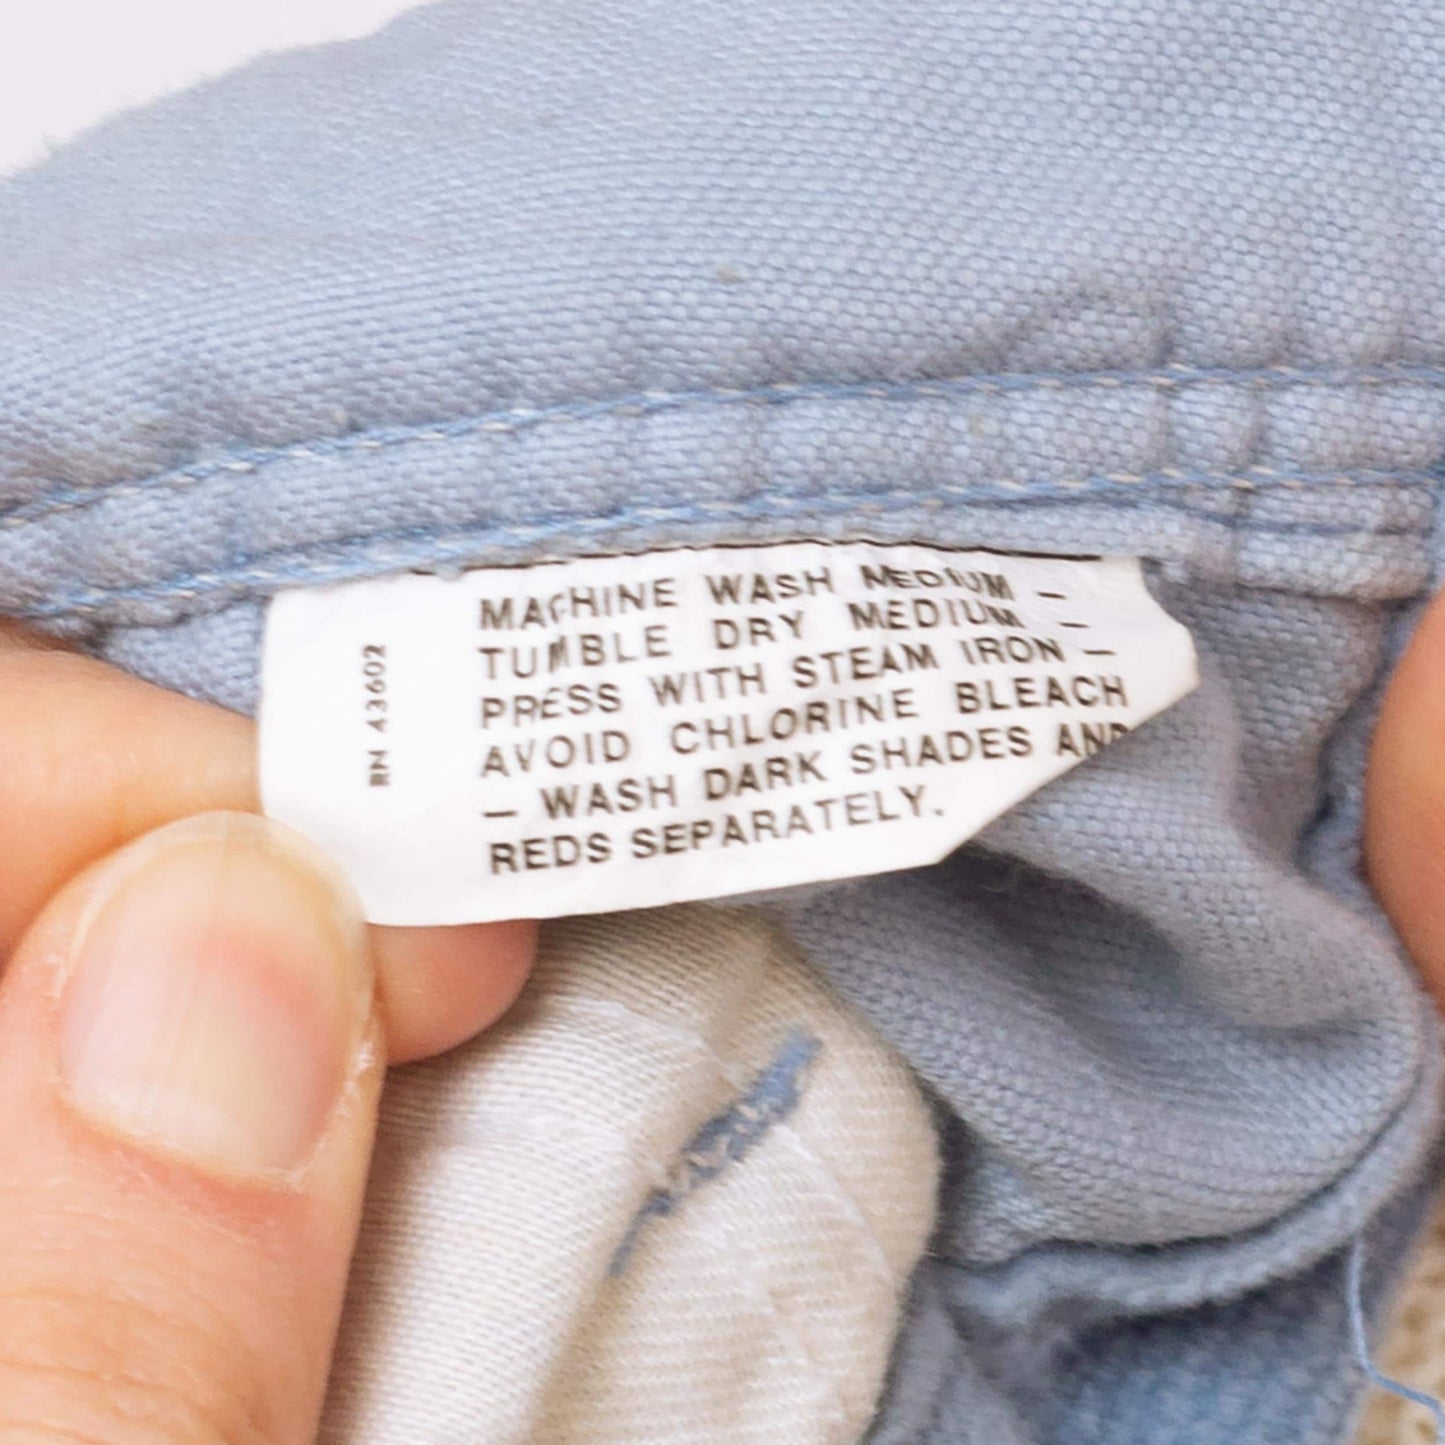 MACHINE WASH MEDIUM –
TUMBLE DRY MEDIUM –
PRESS WITH STEAM IRON –
AVOID CHLORINE BLEACH
– WASH DARK SHADES AND
REDS SEPARATELY.
RN 43602